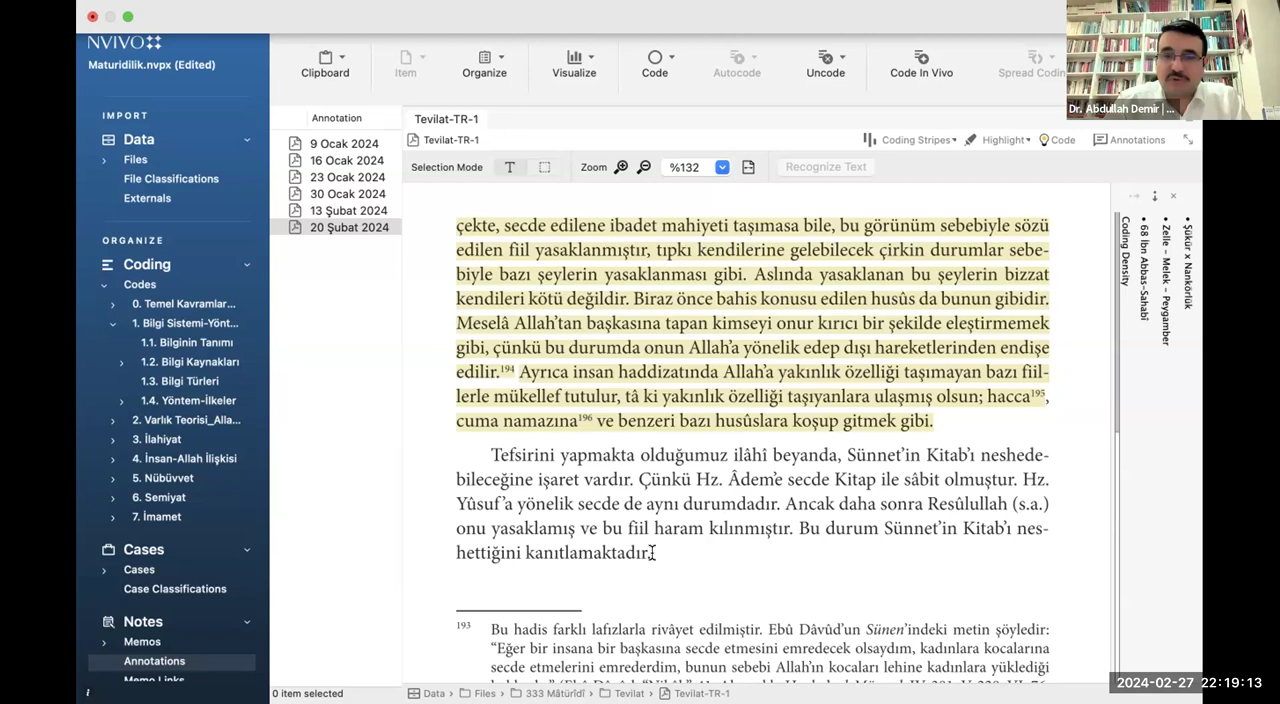 NVIVO
Maturidilik.nvpx (Edited)
IMPORT
Data
Files
File Classifications
Externals
ORGANIZE
Coding
Codes
0. Temel Kavramlar...
1. Bilgi Sistemi-Yönt...
1.1. Bilginin Tanımı
1.2. Bilgi Kaynakları
1.3. Bilgi Türleri
1.4. Yöntem-İlkeler
2. Varlık Teorisi_Alla...
3. İlahiyat
4. İnsan-Allah İlişkisi
5. Nübüvvet
6. Semiyat
7. İmamet
Cases
Cases
Case Classifications
Notes
Memos
Annotations
Memo Links
Clipboard
Item
Organize
Visualize
Code
Autocode
Uncode
Code In Vivo
Spread Codin
Dr. Abdullah Demir | ...
Annotation
9 Ocak 2024
16 Ocak 2024
23 Ocak 2024
30 Ocak 2024
13 Şubat 2024
20 Şubat 2024
0 item selected
Tevilat-TR-1
Tevilat-TR-1
Coding Stripes
Highlight
Code
Annotations
Selection Mode
T
Zoom
%132
Recognize Text
çekte, secde edilene ibadet mahiyeti taşımasa bile, bu görünüm sebebiyle sözü
edilen fiil yasaklanmıştır, tıpkı kendilerine gelebilecek çirkin durumlar sebe-
biyle bazı şeylerin yasaklanması gibi. Aslında yasaklanan bu şeylerin bizzat
kendileri kötü değildir. Biraz önce bahis konusu edilen husûs da bunun gibidir.
Meselâ Allah'tan başkasına tapan kimseyi onur kırıcı bir şekilde eleştirmemek
gibi, çünkü bu durumda onun Allah'a yönelik edep dışı hareketlerinden endişe
edilir.194 Ayrıca insan haddizatında Allah'a yakınlık özelliği taşımayan bazı fiil-
lerle mükellef tutulur, tâ ki yakınlık özelliği taşıyanlara ulaşmış olsun; hacca195,
cuma namazına196 ve benzeri bazı husûslara koşup gitmek gibi.
Tefsirini yapmakta olduğumuz ilâhî beyanda, Sünnet'in Kitab'ı neshede-
bileceğine işaret vardır. Çünkü Hz. Âdem'e secde Kitap ile sâbit olmuştur. Hz.
Yûsuf'a yönelik secde de aynı durumdadır. Ancak daha sonra Resûlullah (s.a.)
onu yasaklamış ve bu fiil haram kılınmıştır. Bu durum Sünnet'in Kitab'ı nes-
hettiğini kanıtlamaktadır.
193 Bu hadis farklı lafızlarla rivâyet edilmiştir. Ebû Dâvûd'un Sünen'indeki metin şöyledir:
“Eğer bir insana bir başkasına secde etmesini emredecek olsaydım, kadınlara kocalarına
secde etmelerini emrederdim, bunun sebebi Allah'ın kocaları lehine kadınlara yüklediği
Şükür x Nankörlük
Zelle - Melek - Peygamber
68 İbn Abbas-Sahabî
Coding Density
Data
Files
333 Mâtürîdî
Tevilat
Tevilat-TR-1
2024-02-27 22:19:13